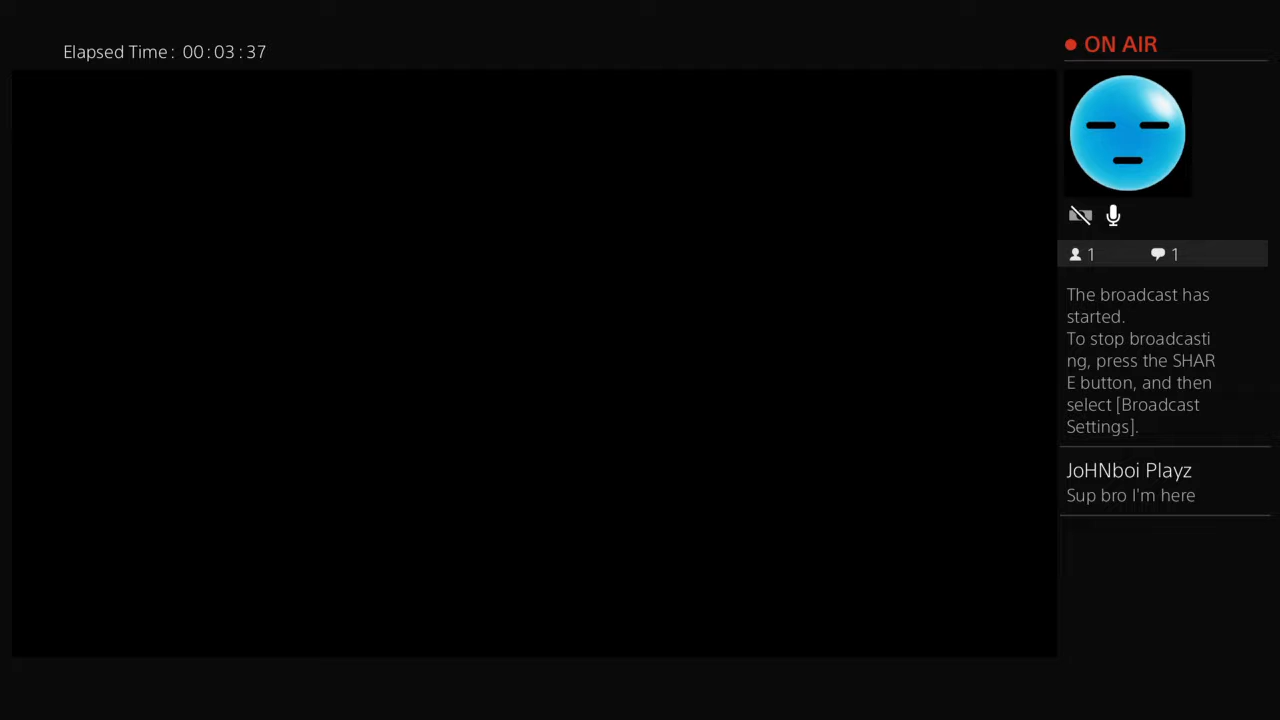 Elapsed Time: 00:03:37
ON AIR
1 1
The broadcast has
started.
To stop broadcasti
ng, press the SHAR
E button, and then
select [Broadcast
Settings].
JoHNboi Playz
Sup bro I'm here